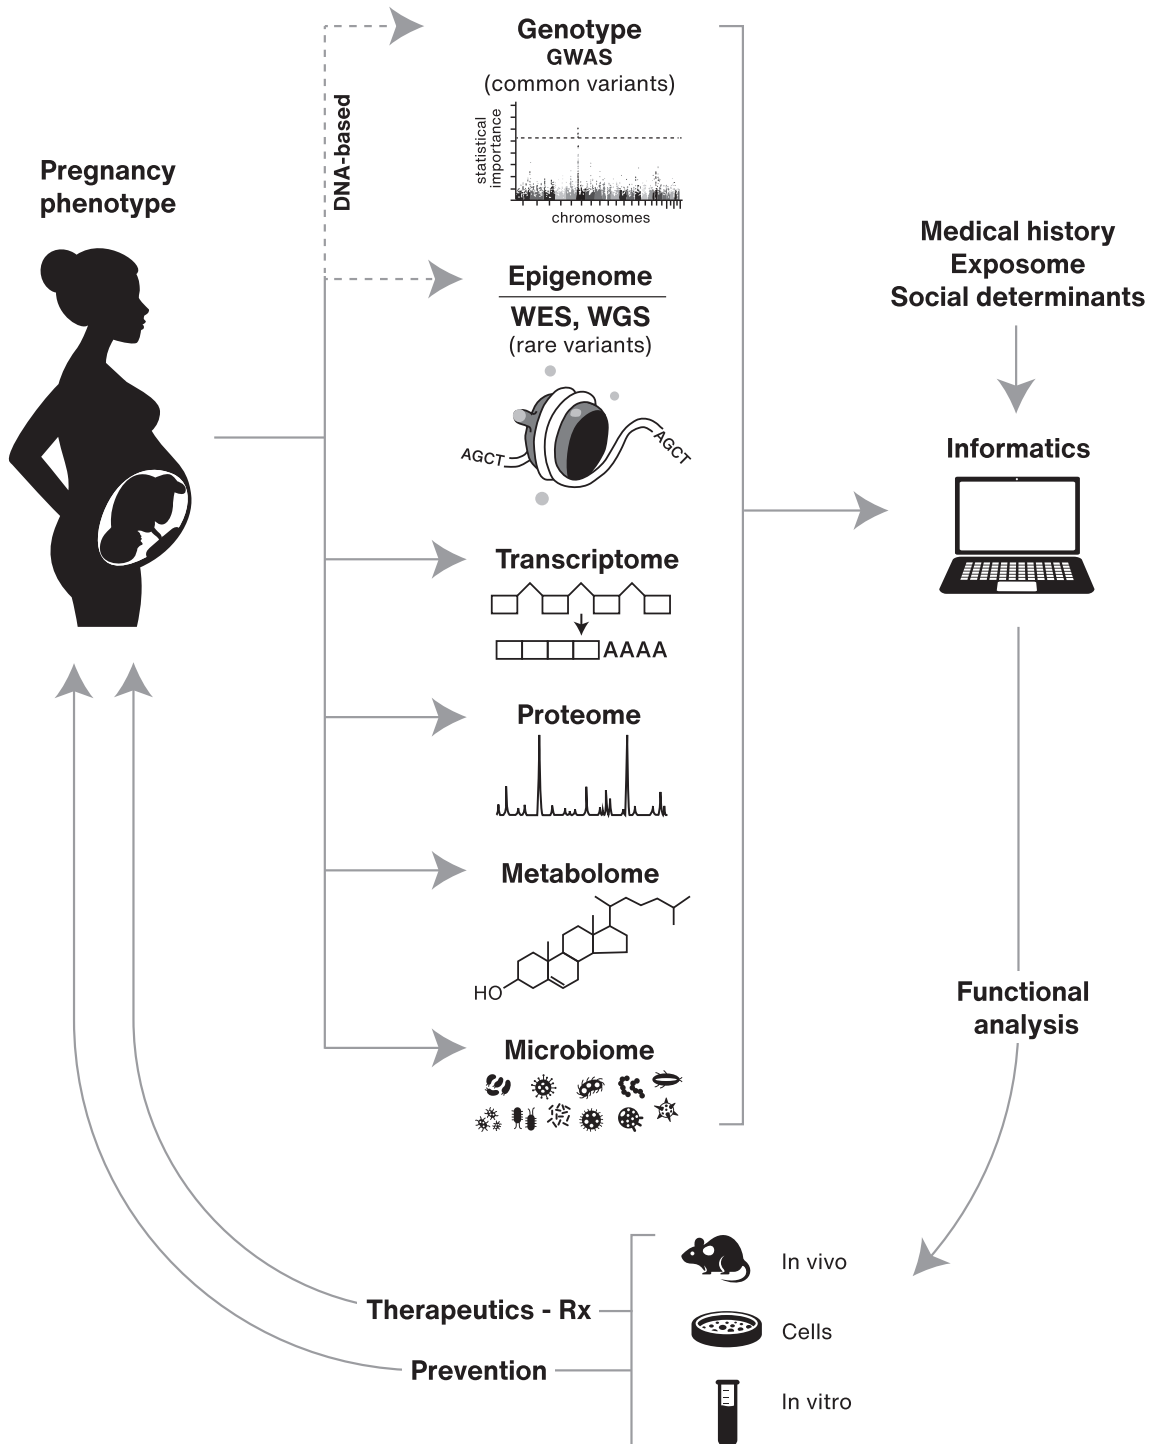 Genotype
GWAS
(common variants)
statistical
importance
chromosomes
DNA-based
Pregnancy
phenotype
Epigenome
WES, WGS
(rare variants)
AGCT
AGCT
Medical history
Exposome
Social determinants
Informatics
Transcriptome
AAAA
Proteome
Metabolome
HO
Microbiome
Functional
analysis
In vivo
Therapeutics - Rx
Cells
Prevention
In vitro